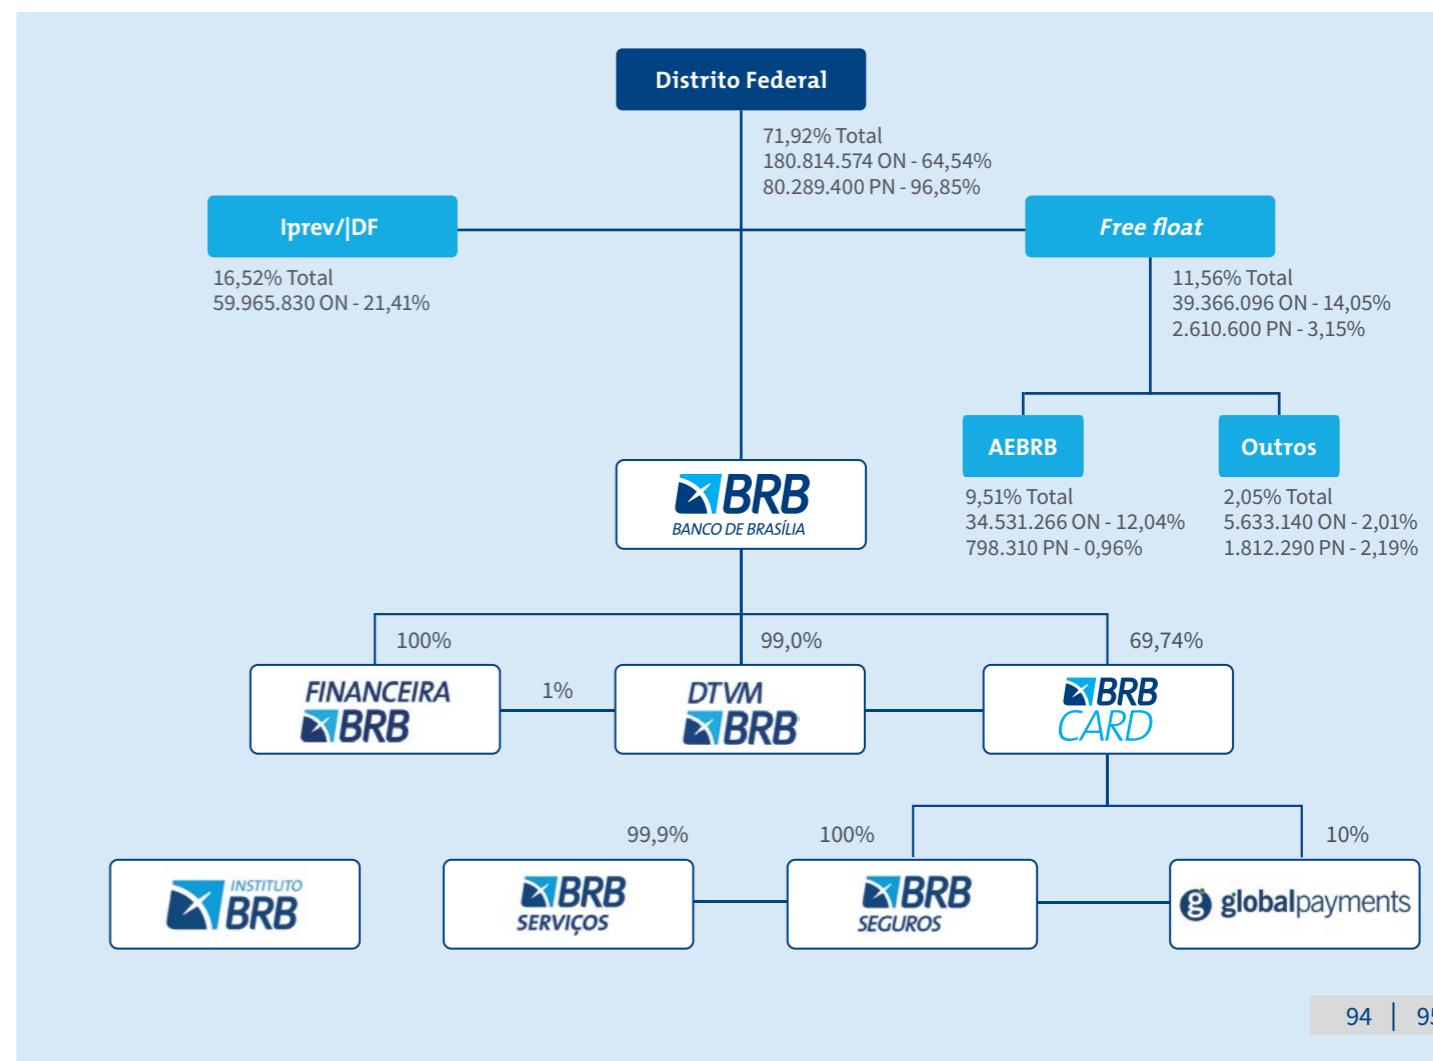 Distrito Federal
71,92% Total
180.814.574 ON - 64,54%
80.289.400 PN - 96,85%
Iprev/|DF
16,52% Total
59.965.830 ON - 21,41%
Free float
11,56% Total
39.366.096 ON - 14,05%
2.610.600 PN - 3,15%
AEBRB
9,51% Total
34.531.266 ON - 12,04%
798.310 PN - 0,96%
Outros
2,05% Total
5.633.140 ON - 2,01%
1.812.290 PN - 2,19%
BRB
BANCO DE BRASÍLIA
100%
99,0%
69,74%
FINANCEIRA
BRB
1%
DTVM
BRB
BRB
CARD
99,9%
100%
10%
INSTITUTO
BRB
BRB
SERVIÇOS
BRB
SEGUROS
g globalpayments
94 | 95